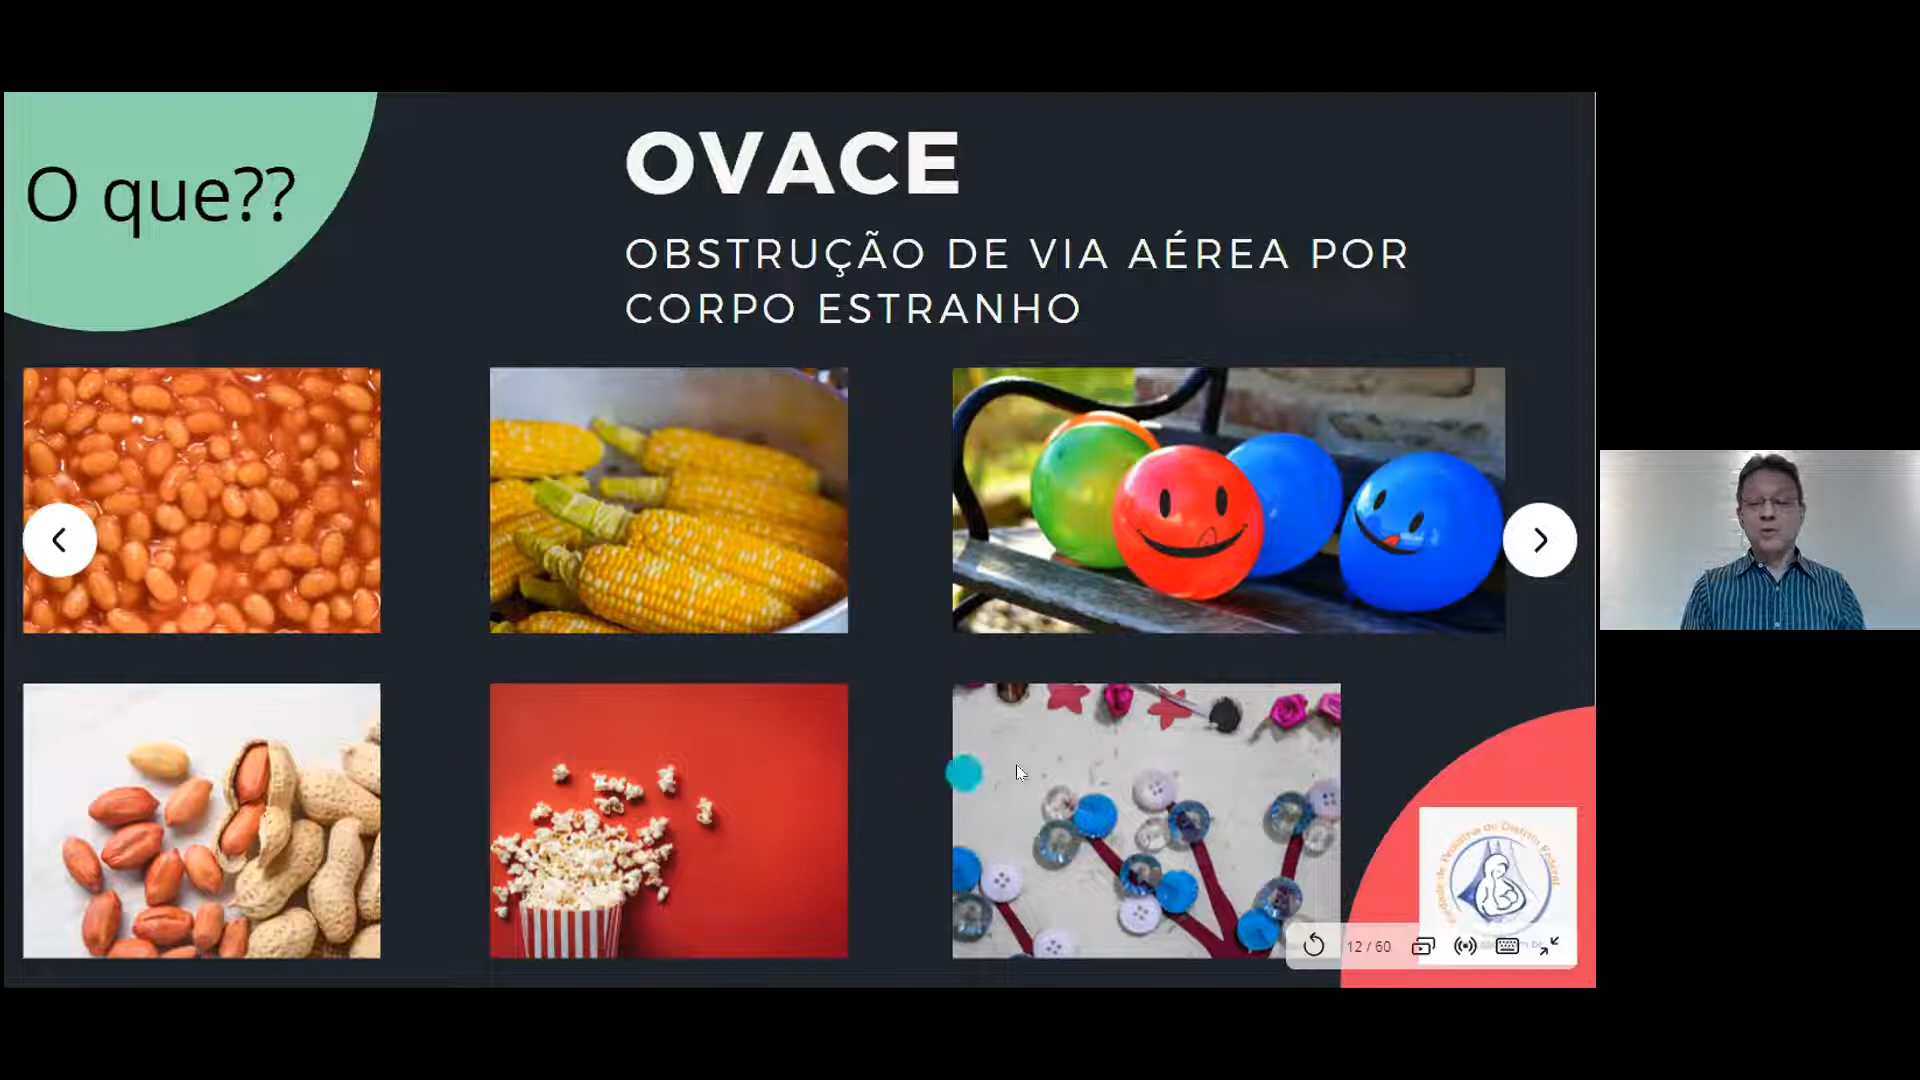 O que??
OVACE
OBSTRUÇÃO DE VIA AÉREA POR
CORPO ESTRANHO
12 / 60